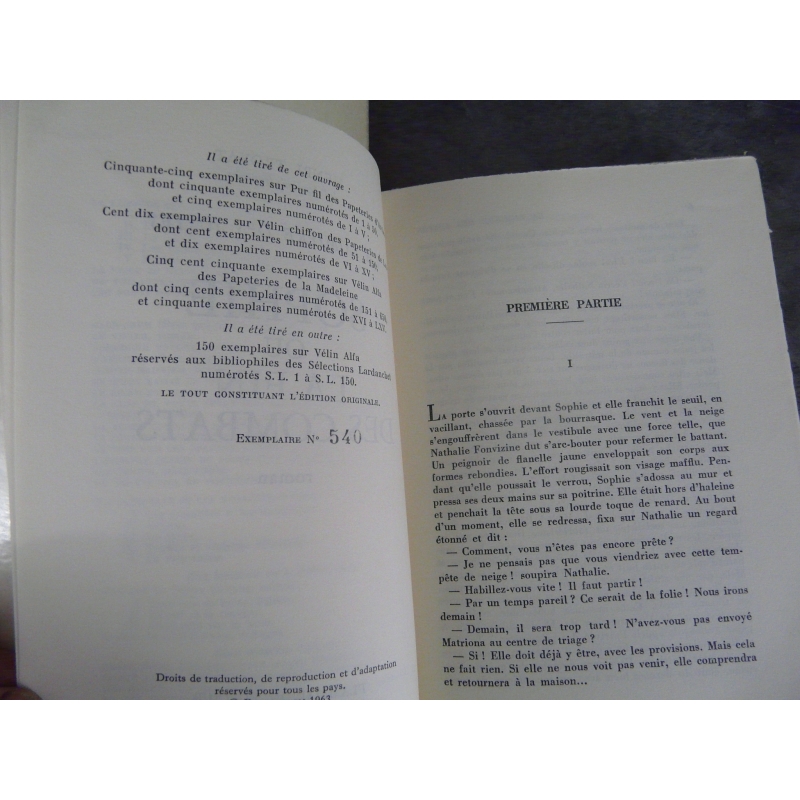 Il a été tiré de cet ouvrage :
Cinquante-cinq exemplaires sur Pur fil des Papeteries
dont cinquante exemplaires numérotés de 1 à 50,
et cinq exemplaires numérotés de I à V ;
Cent dix exemplaires sur Vélin chiffon des Papeteries de
dont cent exemplaires numérotés de 51 à 150,
et dix exemplaires numérotés de VI à XV ;
Cinq cent cinquante exemplaires sur Vélin Alfa
des Papeteries de la Madeleine
dont cinq cents exemplaires numérotés de 151 à
et cinquante exemplaires numérotés de XVI à LXV.
Il a été tiré en outre :
150 exemplaires sur Vélin Alfa
réservés aux bibliophiles des Sélections Lardanchet
numérotés S. L. 1 à S. L. 150.
LE TOUT CONSTITUANT L'ÉDITION ORIGINALE.
EXEMPLAIRE N° 540
Droits de traduction, de reproduction et d'adaptation
réservés pour tous les pays.
1963
PREMIÈRE PARTIE
I
La porte s'ouvrit devant Sophie et elle franchit le seuil, en
vacillant, chassée par la bourrasque. Le vent et la neige
s'engouffrèrent dans le vestibule avec une force telle, que
Nathalie Fonvizine dut s'arc-bouter pour refermer le battant.
Un peignoir de flanelle jaune enveloppait son corps aux
formes rebondies. L'effort rougissait son visage mafflu. Pen-
dant qu'elle poussait le verrou, Sophie s'adossa au mur et
pressa ses deux mains sur sa poitrine. Elle était hors d'haleine
et penchait la tête sous sa lourde toque de renard. Au bout
d'un moment, elle se redressa, fixa sur Nathalie un regard
étonné et dit :
— Comment, vous n'êtes pas encore prête ?
— Je ne pensais pas que vous viendriez avec cette tem-
pête de neige ! soupira Nathalie.
— Habillez-vous vite ! Il faut partir !
— Par un temps pareil ? Ce serait de la folie ! Nous irons
demain !
— Demain, il sera trop tard ! N'avez-vous pas envoyé
Matriona au centre de triage ?
— Si ! Elle doit déjà y être, avec les provisions. Mais cela
ne fait rien. Si elle ne nous voit pas venir, elle comprendra
et retournera à la maison...